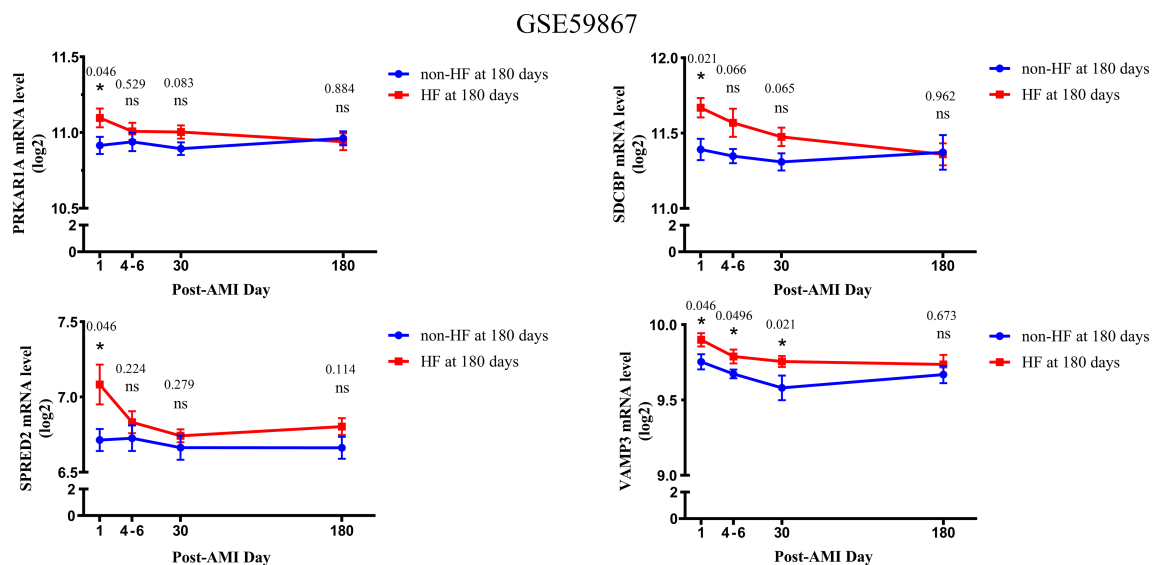 GSE59867
PRKAR1A mRNA level
(log2)
11.5
11.0
10.5
2
0
0.046
*
0.529
ns
0.083
ns
0.884
ns
1
4-6
30
180
Post-AMI Day
non-HF at 180 days
HF at 180 days
SDCBP mRNA level
(log2)
12.0
11.5
11.0
2
0
0.021
*
0.066
ns
0.065
ns
0.962
ns
1
4-6
30
180
Post-AMI Day
non-HF at 180 days
HF at 180 days
SPRED2 mRNA level
(log2)
7.5
7.0
6.5
2
0
0.046
*
0.224
ns
0.279
ns
0.114
ns
1
4-6
30
180
Post-AMI Day
non-HF at 180 days
HF at 180 days
VAMP3 mRNA level
(log2)
10.0
9.5
9.0
2
0
0.046
*
0.0496
*
0.021
*
0.673
ns
1
4-6
30
180
Post-AMI Day
non-HF at 180 days
HF at 180 days